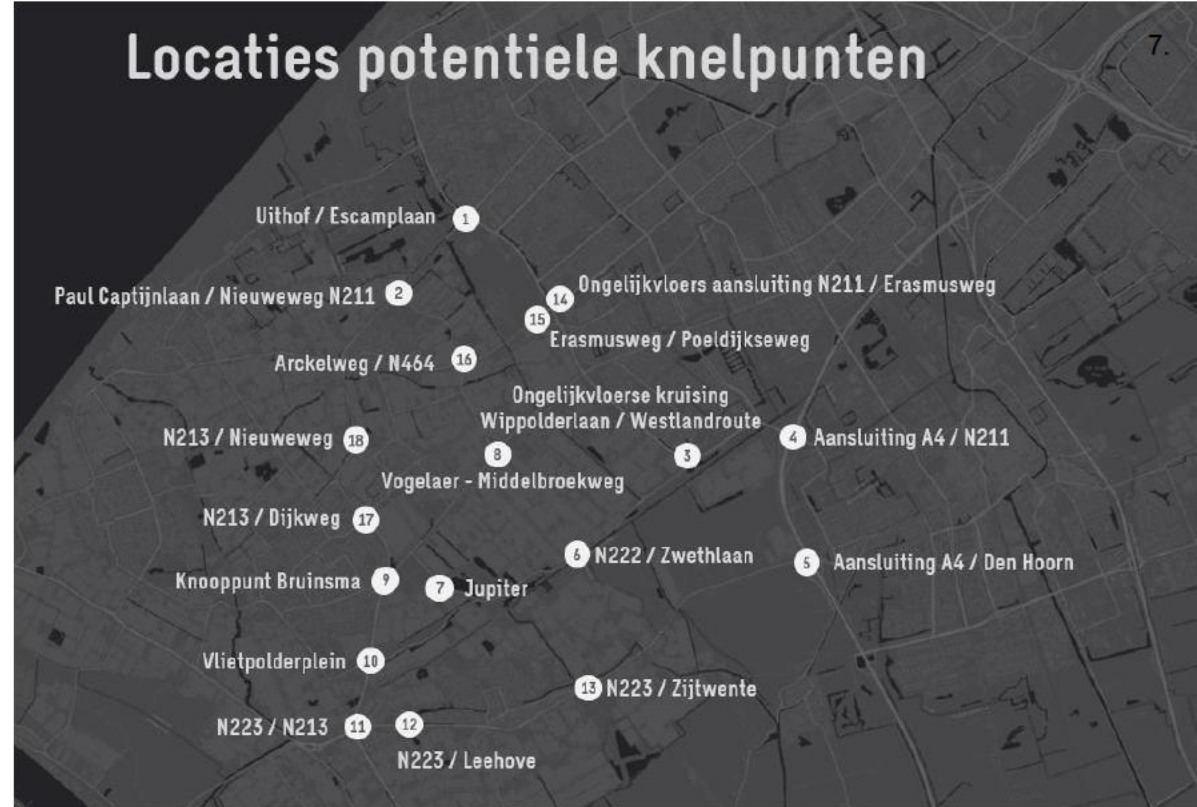 Locaties potentiele knelpunten
7.
Uithof / Escamplaan
1
Paul Captijnlaan / Nieuweweg N211
2
14
Ongelijkvloers aansluiting N211 / Erasmusweg
15
Erasmusweg / Poeldijkseweg
Arckelweg / N464
16
Ongelijkvloerse kruising
Wippolderlaan / Westlandroute
3
N213 / Nieuweweg
18
8
Vogelaer - Middelbroekweg
4
Aansluiting A4 / N211
N213 / Dijkweg
17
6
N222 / Zwethlaan
5
Aansluiting A4 / Den Hoorn
Knooppunt Bruinsma
9
7
Jupiter
Vlietpolderplein
10
13
N223 / Zijtwente
N223 / N213
11
12
N223 / Leehove